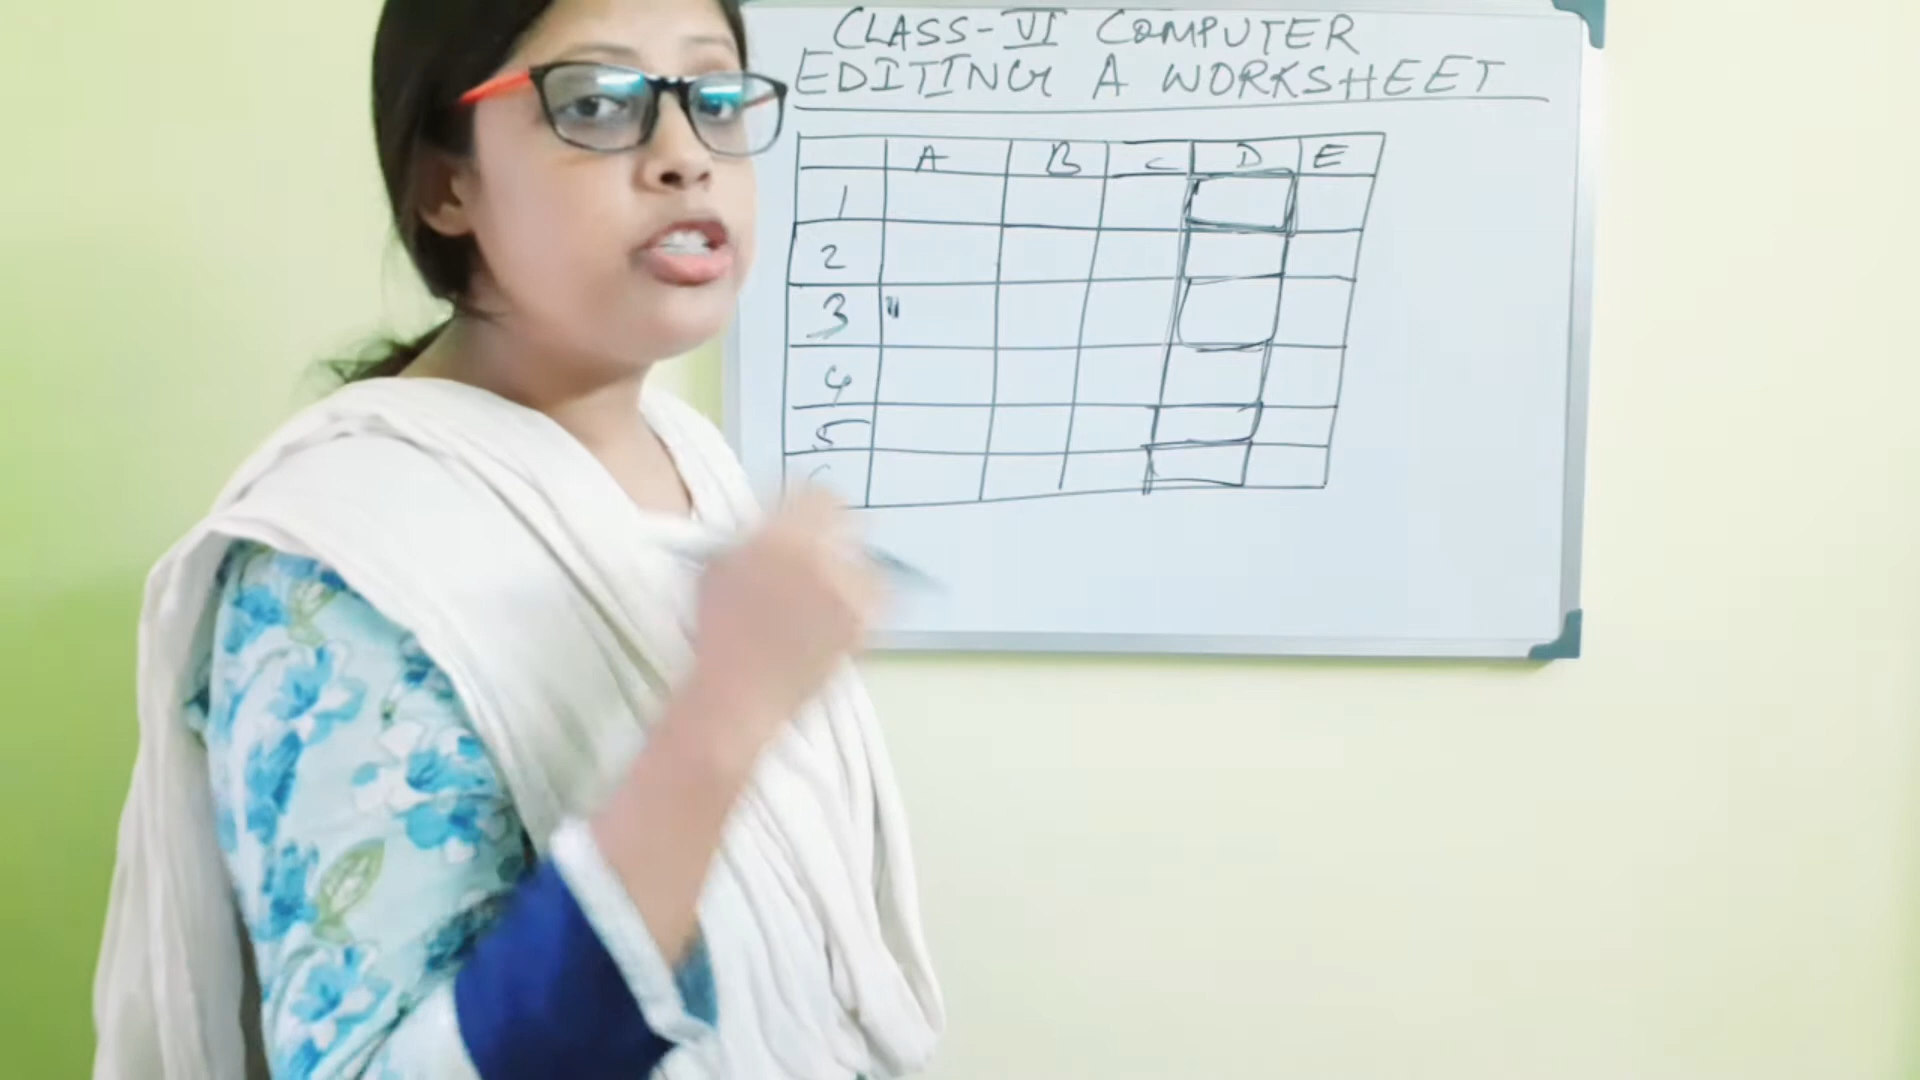 CLASS-VI COMPUTER
EDITING A WORKSHEET
A B C D E
1
2
3 "
4
5